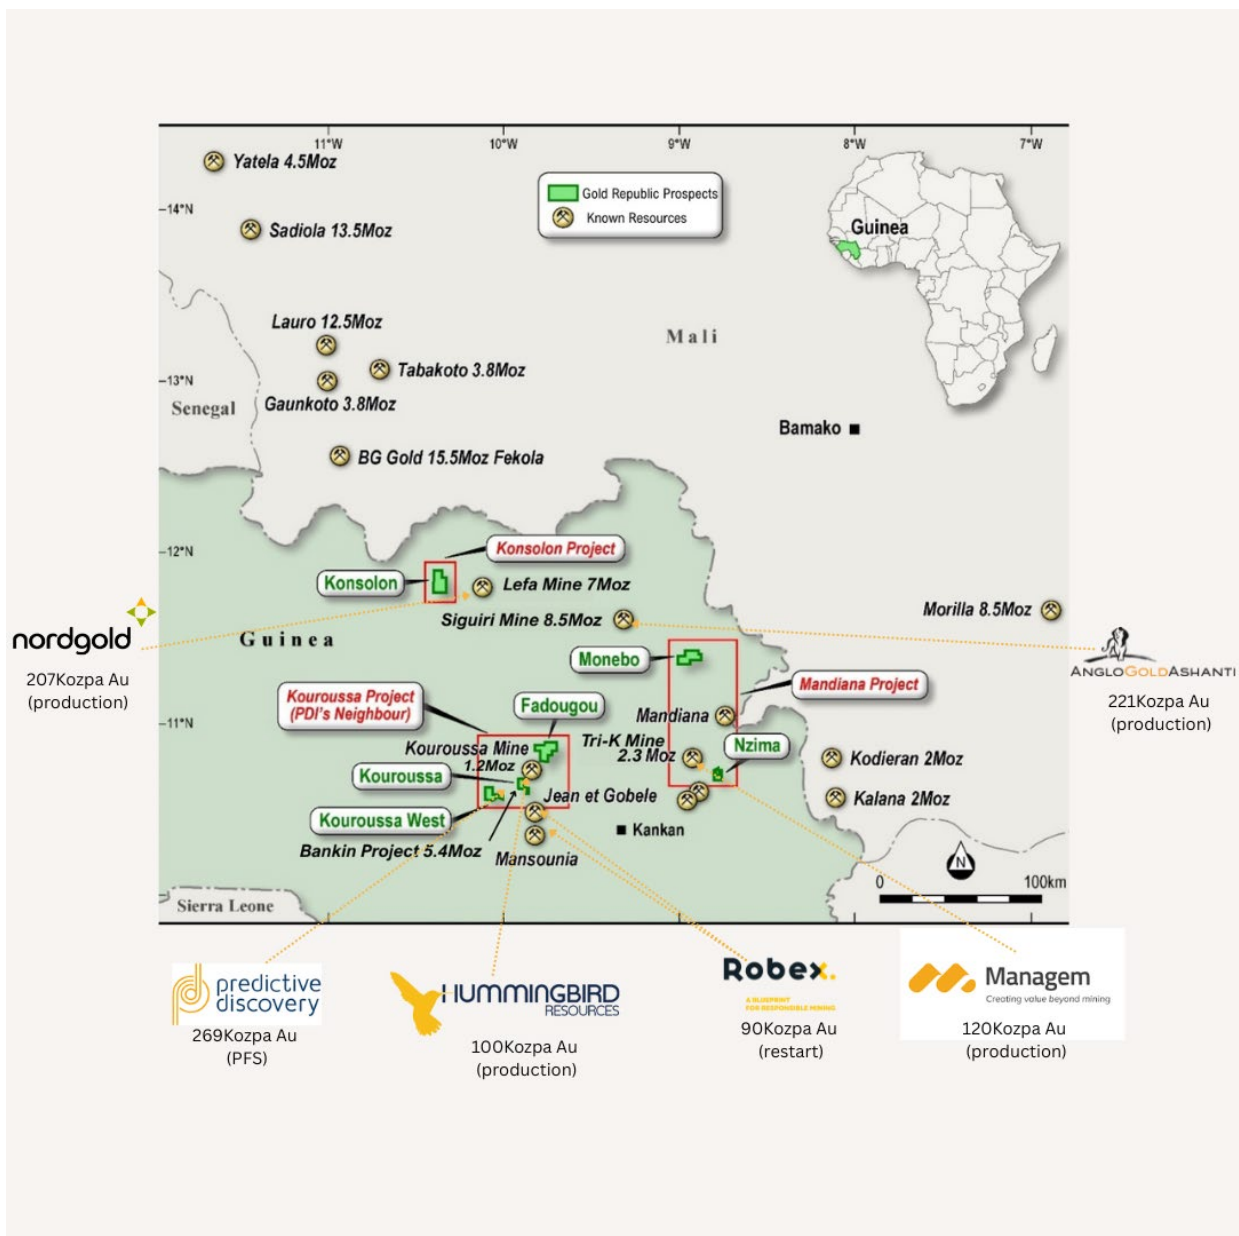 11°W
10°W
9°W
8°W
7°W
Yatela 4.5Moz
Gold Republic Prospects
Known Resources
14°N
Sadiola 13.5Moz
Guinea
Lauro 12.5Moz
Mali
Tabakoto 3.8Moz
13°N
Senegal
Gaunkoto 3.8Moz
Bamako
BG Gold 15.5Moz Fekola
12°N
Konsolon Project
Konsolon
Lefa Mine 7Moz
Siguiri Mine 8.5Moz
Morilla 8.5Moz
nordgold
207Kozpa Au
(production)
Guinea
Monebo
ANGLOGOLDASHANTI
221Kozpa Au
(production)
Kouroussa Project
(PDI's Neighbour)
Mandiana Project
Fadougou
Mandiana
11°N
Kouroussa Mine
1.2Moz
Tri-K Mine
2.3 Moz
Nzima
Kodieran 2Moz
Kouroussa
Jean et Gobele
Kalana 2Moz
Kouroussa West
Kankan
Bankin Project 5.4Moz
Mansounia
N
0
100km
Sierra Leone
predictive
discovery
269Kozpa Au
(PFS)
HUMMINGBIRD
RESOURCES
100Kozpa Au
(production)
Robex.
A BLUEPRINT
FOR RESPONSIBLE MINING
90Kozpa Au
(restart)
Managem
Creating value beyond mining
120Kozpa Au
(production)